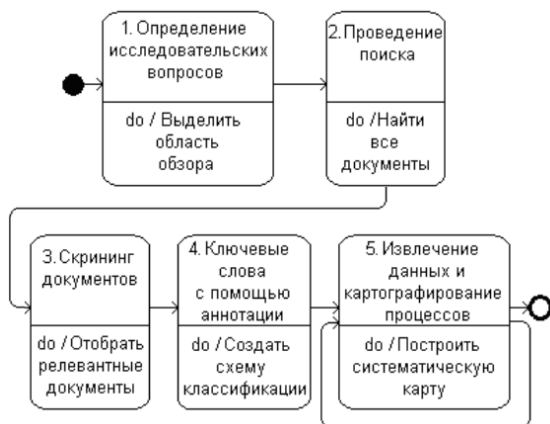 1. Определение
исследовательских
вопросов
do / Выделить
область
обзора
2. Проведение
поиска
do /Найти
все
документы
3. Скрининг
документов
do / Отобрать
релевантные
документы
4. Ключевые
слова
с помощью
аннотации
do / Создать
схему
классификации
5. Извлечение
данных и
картографирование
процессов
do / Построить
систематическую
карту